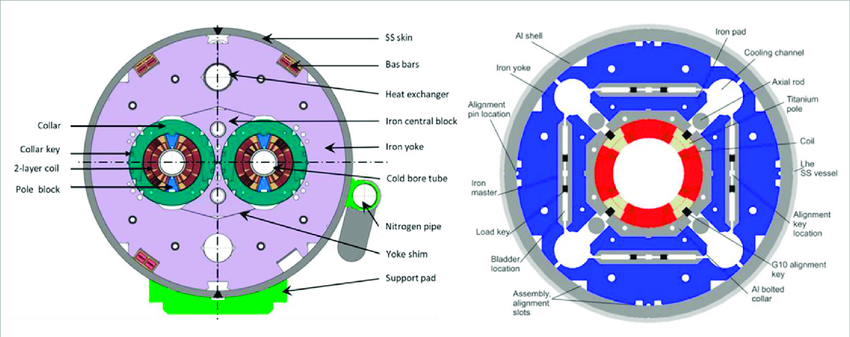 SS skin
Bas bars
Heat exchanger
Iron central block
Iron yoke
Cold bore tube
Nitrogen pipe
Yoke shim
Support pad
Collar
Collar key
2-layer coil
Pole block
Al shell
Iron yoke
Alignment
pin location
Iron
master
Load key
Bladder
location
Assembly,
alignment
slots
Iron pad
Cooling channel
Axial rod
Titanium
pole
Coil
Lhe
SS vessel
Alignment
key
location
G10 alignment
key
Al bolted
collar